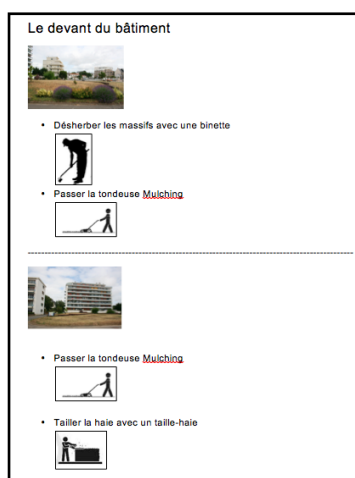 Le devant du bâtiment
• Désherber les massifs avec une binette
• Passer la tondeuse Mulching
• Passer la tondeuse Mulching
• Tailler la haie avec un taille-haie